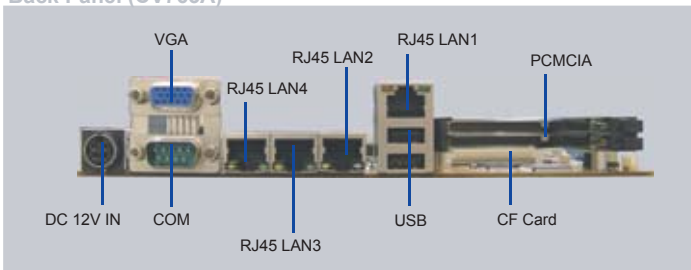 VGA
RJ45 LAN4
RJ45 LAN2
RJ45 LAN1
PCMCIA
DC 12V IN
COM
RJ45 LAN3
USB
CF Card